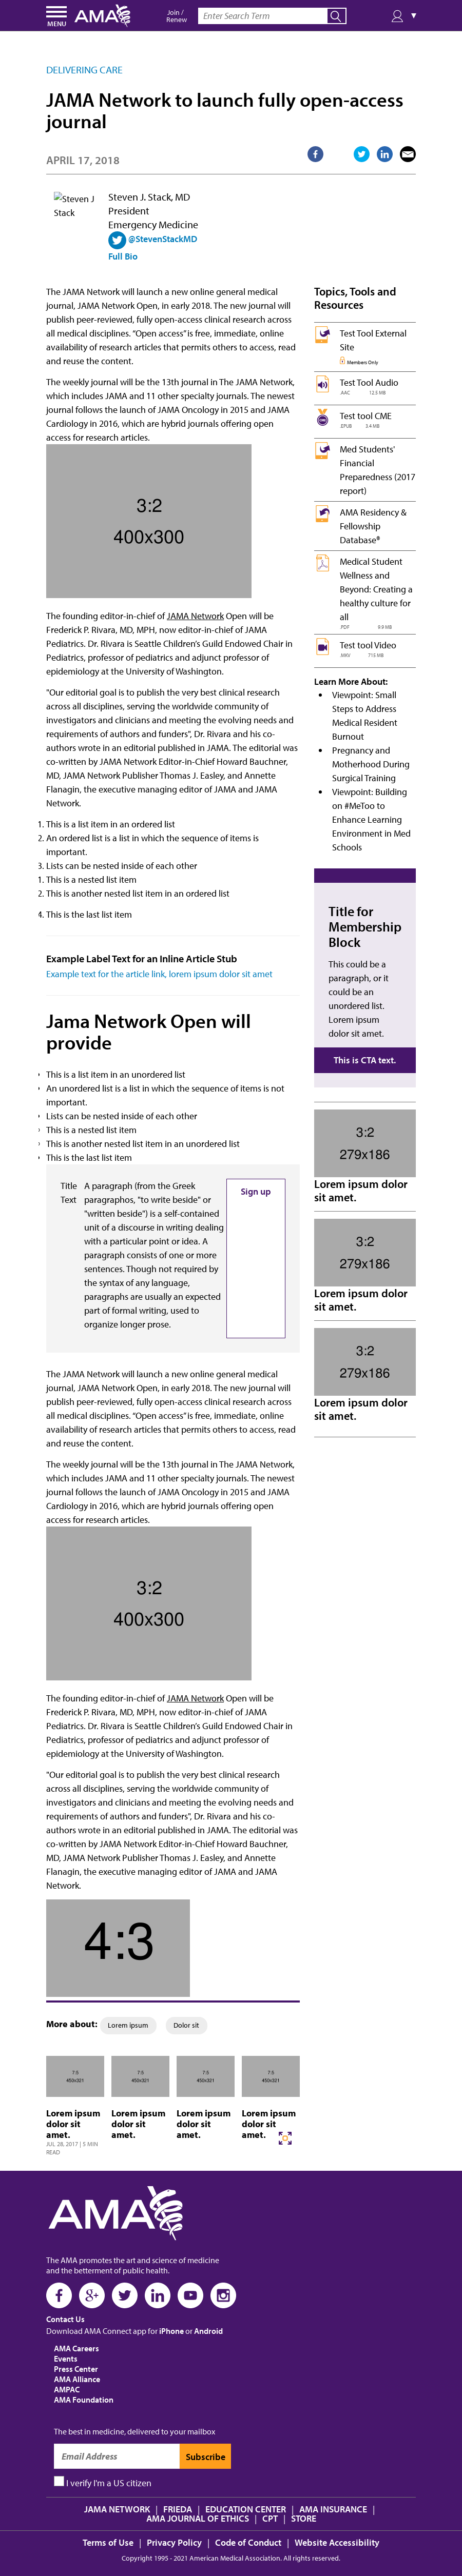 MENU
AMA
Join /
Renew
Enter Search Term
DELIVERING CARE
JAMA Network to launch fully open-access
journal
APRIL 17, 2018
Steven J
Stack
Steven J. Stack, MD
President
Emergency Medicine
@StevenStackMD
Full Bio
The JAMA Network will launch a new online general medical
journal, JAMA Network Open, in early 2018. The new journal will
publish peer-reviewed, fully open-access clinical research across
all medical disciplines. “Open access” is free, immediate, online
availability of research articles that permits others to access, read
and reuse the content.
The weekly journal will be the 13th journal in The JAMA Network,
which includes JAMA and 11 other specialty journals. The newest
journal follows the launch of JAMA Oncology in 2015 and JAMA
Cardiology in 2016, which are hybrid journals offering open
access for research articles.
3:2
400x300
The founding editor-in-chief of JAMA Network Open will be
Frederick P. Rivara, MD, MPH, now editor-in-chief of JAMA
Pediatrics. Dr. Rivara is Seattle Children’s Guild Endowed Chair in
Pediatrics, professor of pediatrics and adjunct professor of
epidemiology at the University of Washington.
"Our editorial goal is to publish the very best clinical research
across all disciplines, serving the worldwide community of
investigators and clinicians and meeting the evolving needs and
requirements of authors and funders", Dr. Rivara and his co-
authors wrote in an editorial published in JAMA. The editorial was
co-written by JAMA Network Editor-in-Chief Howard Bauchner,
MD, JAMA Network Publisher Thomas J. Easley, and Annette
Flanagin, the executive managing editor of JAMA and JAMA
Network.
1. This is a list item in an ordered list
2. An ordered list is a list in which the sequence of items is
important.
3. Lists can be nested inside of each other
1. This is a nested list item
2. This is another nested list item in an ordered list
4. This is the last list item
Example Label Text for an Inline Article Stub
Example text for the article link, lorem ipsum dolor sit amet
Jama Network Open will
provide
This is a list item in an unordered list
An unordered list is a list in which the sequence of items is not
important.
Lists can be nested inside of each other
This is a nested list item
This is another nested list item in an unordered list
This is the last list item
Title
Text
A paragraph (from the Greek
paragraphos, "to write beside" or
"written beside") is a self-contained
unit of a discourse in writing dealing
with a particular point or idea. A
paragraph consists of one or more
sentences. Though not required by
the syntax of any language,
paragraphs are usually an expected
part of formal writing, used to
organize longer prose.
Sign up
The JAMA Network will launch a new online general medical
journal, JAMA Network Open, in early 2018. The new journal will
publish peer-reviewed, fully open-access clinical research across
all medical disciplines. “Open access” is free, immediate, online
availability of research articles that permits others to access, read
and reuse the content.
The weekly journal will be the 13th journal in The JAMA Network,
which includes JAMA and 11 other specialty journals. The newest
journal follows the launch of JAMA Oncology in 2015 and JAMA
Cardiology in 2016, which are hybrid journals offering open
access for research articles.
3:2
400x300
The founding editor-in-chief of JAMA Network Open will be
Frederick P. Rivara, MD, MPH, now editor-in-chief of JAMA
Pediatrics. Dr. Rivara is Seattle Children’s Guild Endowed Chair in
Pediatrics, professor of pediatrics and adjunct professor of
epidemiology at the University of Washington.
"Our editorial goal is to publish the very best clinical research
across all disciplines, serving the worldwide community of
investigators and clinicians and meeting the evolving needs and
requirements of authors and funders", Dr. Rivara and his co-
authors wrote in an editorial published in JAMA. The editorial was
co-written by JAMA Network Editor-in-Chief Howard Bauchner,
MD, JAMA Network Publisher Thomas J. Easley, and Annette
Flanagin, the executive managing editor of JAMA and JAMA
Network.
4:3
Topics, Tools and
Resources
Test Tool External
Site
Members Only
Test Tool Audio
.AAC 12.5 MB
Test tool CME
.EPUB 5.4 MB
Med Students'
Financial
Preparedness (2017
report)
AMA Residency &
Fellowship
Database®
Medical Student
Wellness and
Beyond: Creating a
healthy culture for
all
.PDF 9.9 MB
Test tool Video
.MKV 715 MB
Learn More About:
Viewpoint: Small
Steps to Address
Medical Resident
Burnout
Pregnancy and
Motherhood During
Surgical Training
Viewpoint: Building
on #MeToo to
Enhance Learning
Environment in Med
Schools
Title for
Membership
Block
This could be a
paragraph, or it
could be an
unordered list.
Lorem ipsum
dolor sit amet.
This is CTA text.
3:2
279x186
Lorem ipsum dolor
sit amet.
3:2
279x186
Lorem ipsum dolor
sit amet.
3:2
279x186
Lorem ipsum dolor
sit amet.
More about: Lorem ipsum Dolor sit
7:5
450x321
Lorem ipsum
dolor sit
amet.
JUL 28, 2017 | 5 MIN
READ
7:5
450x321
Lorem ipsum
dolor sit
amet.
7:5
450x321
Lorem ipsum
dolor sit
amet.
7:5
450x321
Lorem ipsum
dolor sit
amet.
AMA
The AMA promotes the art and science of medicine
and the betterment of public health.
Contact Us
Download AMA Connect app for iPhone or Android
AMA Careers
Events
Press Center
AMA Alliance
AMPAC
AMA Foundation
The best in medicine, delivered to your mailbox
Email Address Subscribe
I verify I'm a US citizen
JAMA NETWORK | FRIEDA | EDUCATION CENTER | AMA INSURANCE |
AMA JOURNAL OF ETHICS | CPT | STORE
Terms of Use | Privacy Policy | Code of Conduct | Website Accessibility
Copyright 1995 - 2021 American Medical Association. All rights reserved.